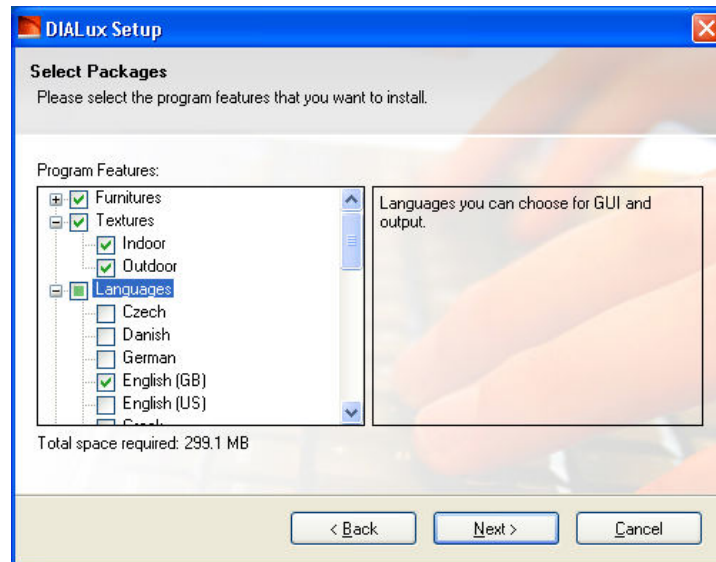 DIALux Setup
Select Packages
Please select the program features that you want to install.
Program Features:
Furnitures
Textures
Indoor
Outdoor
Languages
Czech
Danish
German
English (GB)
English (US)
Languages you can choose for GUI and
output.
Total space required: 299.1 MB
< Back
Next >
Cancel